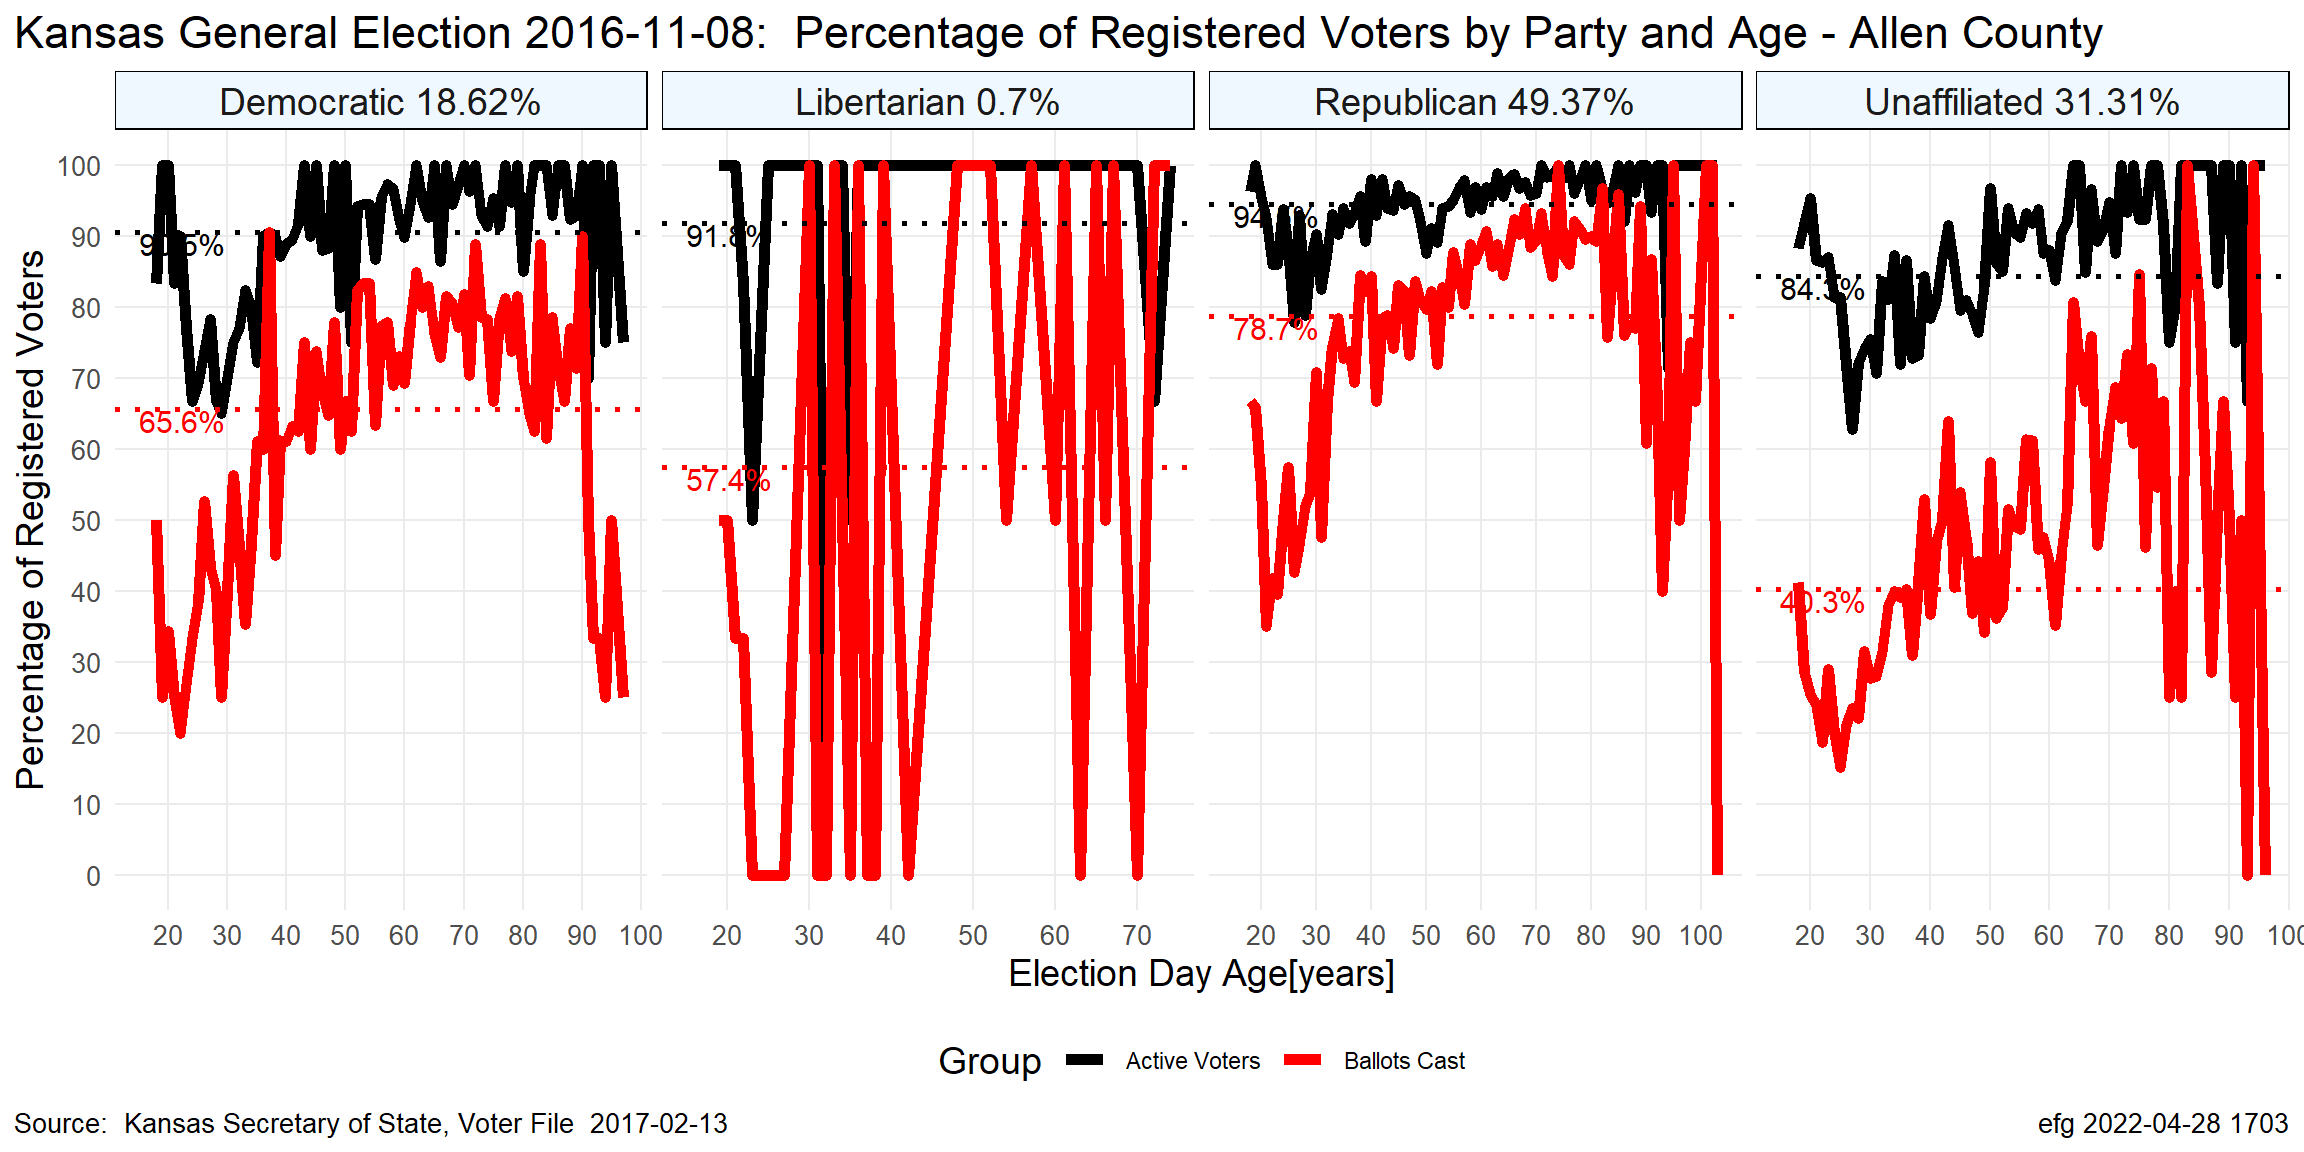 Kansas General Election 2016-11-08:  Percentage of Registered Voters by Party and Age - Allen County
Democratic 18.62%
Libertarian 0.7%
Republican 49.37%
Unaffiliated 31.31%
Percentage of Registered Voters
100
90
80
70
60
50
40
30
20
10
0
90.5%
65.6%
91.8%
57.4%
78.7%
84.3%
40.3%
20 30 40 50 60 70 80 90 100
20 30 40 50 60 70
20 30 40 50 60 70 80 90 100
20 30 40 50 60 70 80 90 100
Election Day Age[years]
Group Active Voters Ballots Cast
Source:  Kansas Secretary of State, Voter File  2017-02-13
efg 2022-04-28 1703